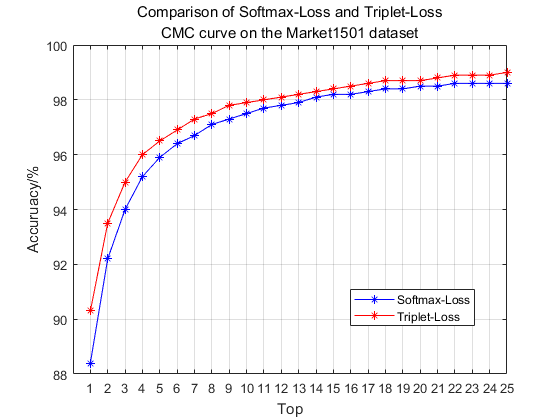 Comparison of Softmax-Loss and Triplet-Loss
CMC curve on the Market1501 dataset
100
98
96
94
92
90
88
Accuruacy/%
Softmax-Loss
Triplet-Loss
1 2 3 4 5 6 7 8 9 10 11 12 13 14 15 16 17 18 19 20 21 22 23 24 25
Top